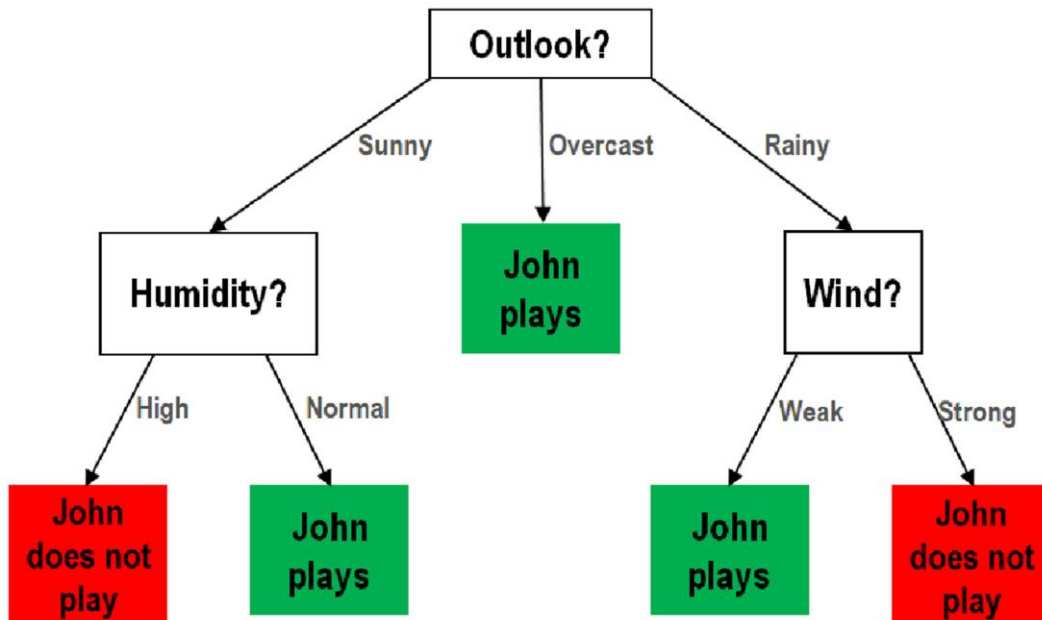 Outlook?
Sunny
Overcast
Rainy
Humidity?
John
plays
Wind?
High
Normal
Weak
Strong
John
does not
play
John
plays
John
plays
John
does not
play